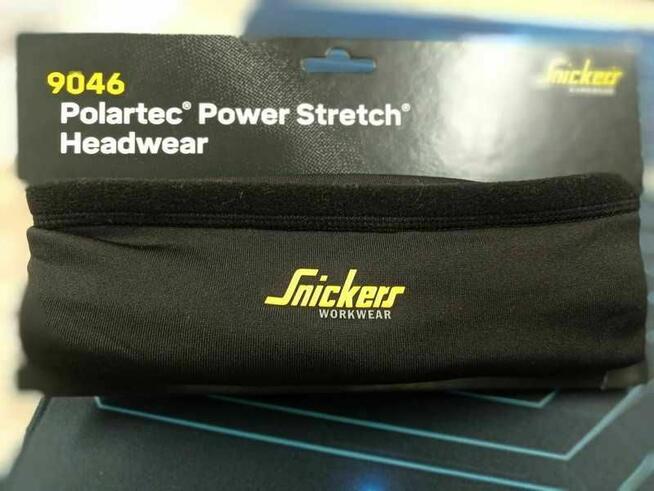 9046
Polartec® Power Stretch®
Headwear
Snickers
WORKWEAR
Snickers
WORKWEAR